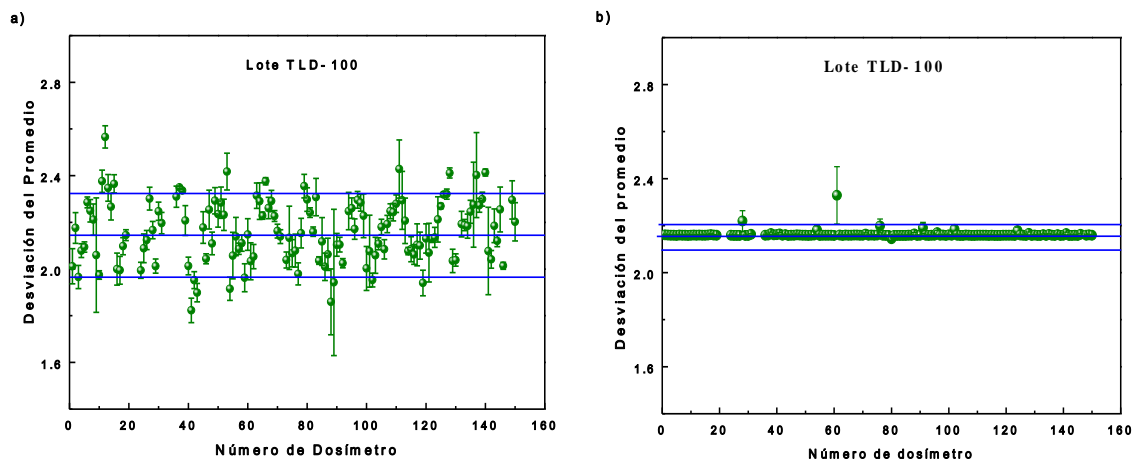 a)
Lote TLD-100
Desviación del Promedio
2.8
2.4
2.0
1.6
0 20 40 60 80 100 120 140 160
Número de Dosímetro
b)
Lote TLD-100
Desviación del promedio
2.8
2.4
2.0
1.6
0 20 40 60 80 100 120 140 160
Número de dosímetro